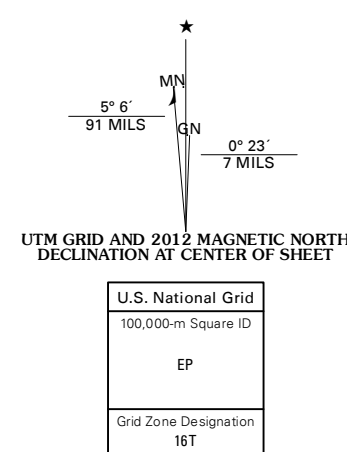 ★
MN
5° 6´
91 MILS
GN
0° 23´
7 MILS
UTM GRID AND 2012 MAGNETIC NORTH
DECLINATION AT CENTER OF SHEET
U.S. National Grid
100,000-m Square ID
EP
Grid Zone Designation
16T